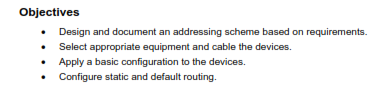 Objectives
• Design and document an addressing scheme based on requirements.
• Select appropriate equipment and cable the devices.
• Apply a basic configuration to the devices.
• Configure static and default routing.